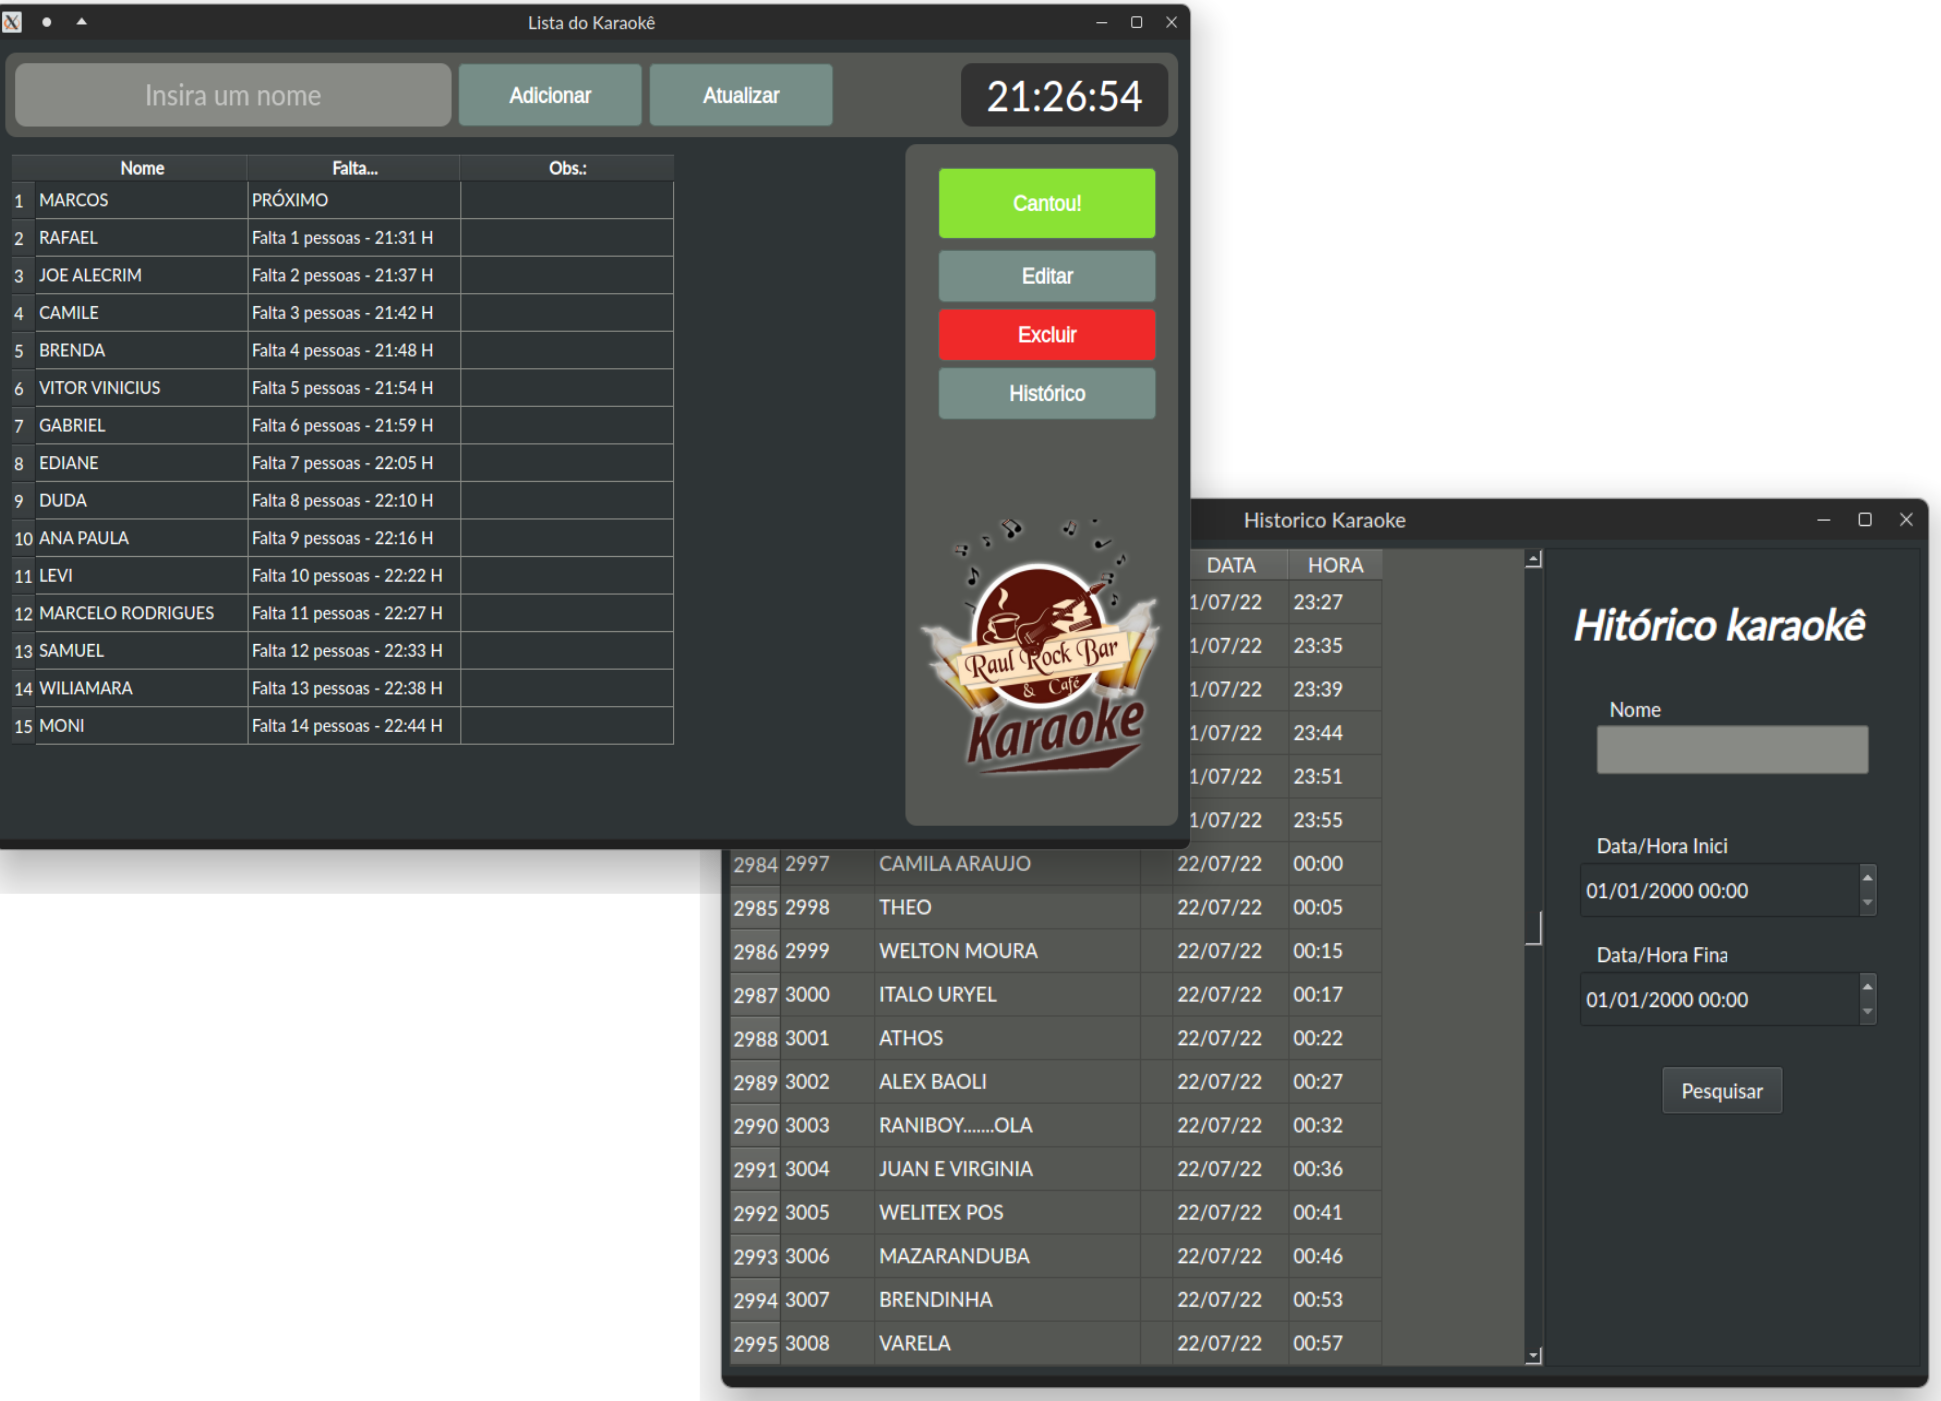 Lista do Karaokê
Insira um nome
Adicionar
Atualizar
21:26:54
Nome Falta... Obs.:
1 MARCOS PRÓXIMO
2 RAFAEL Falta 1 pessoas - 21:31 H
3 JOE ALECRIM Falta 2 pessoas - 21:37 H
4 CAMILE Falta 3 pessoas - 21:42 H
5 BRENDA Falta 4 pessoas - 21:48 H
6 VITOR VINICIUS Falta 5 pessoas - 21:54 H
7 GABRIEL Falta 6 pessoas - 21:59 H
8 EDIANE Falta 7 pessoas - 22:05 H
9 DUDA Falta 8 pessoas - 22:10 H
10 ANA PAULA Falta 9 pessoas - 22:16 H
11 LEVI Falta 10 pessoas - 22:22 H
12 MARCELO RODRIGUES Falta 11 pessoas - 22:27 H
13 SAMUEL Falta 12 pessoas - 22:33 H
14 WILIAMARA Falta 13 pessoas - 22:38 H
15 MONI Falta 14 pessoas - 22:44 H
Cantou!
Editar
Excluir
Histórico
Raul Rock Bar
& Café
Karaoke
Historico Karaoke
DATA HORA
1/07/22 23:27
1/07/22 23:35
1/07/22 23:39
1/07/22 23:44
1/07/22 23:51
1/07/22 23:55
2984 2997 CAMILA ARAUJO 22/07/22 00:00
2985 2998 THEO 22/07/22 00:05
2986 2999 WELTON MOURA 22/07/22 00:15
2987 3000 ITALO URYEL 22/07/22 00:17
2988 3001 ATHOS 22/07/22 00:22
2989 3002 ALEX BAOLI 22/07/22 00:27
2990 3003 RANIBOY.......OLA 22/07/22 00:32
2991 3004 JUAN E VIRGINIA 22/07/22 00:36
2992 3005 WELITEX POS 22/07/22 00:41
2993 3006 MAZARANDUBA 22/07/22 00:46
2994 3007 BRENDINHA 22/07/22 00:53
2995 3008 VARELA 22/07/22 00:57
Hitórico karaokê
Nome
Data/Hora Inici
01/01/2000 00:00
Data/Hora Fina
01/01/2000 00:00
Pesquisar